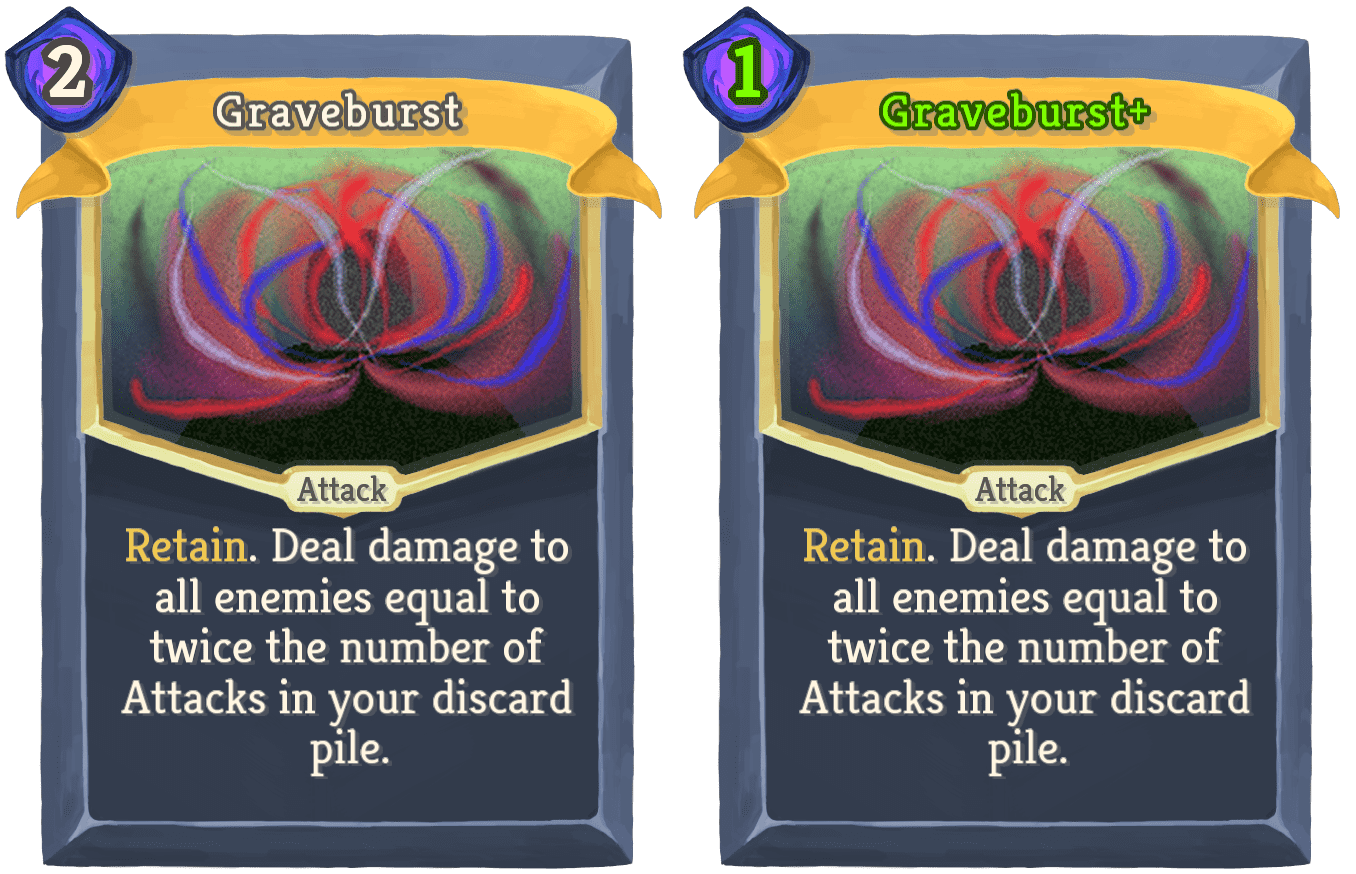 2
Graveburst
Attack
Retain. Deal damage to
all enemies equal to
twice the number of
Attacks in your discard
pile.
1
Graveburst+
Attack
Retain. Deal damage to
all enemies equal to
twice the number of
Attacks in your discard
pile.